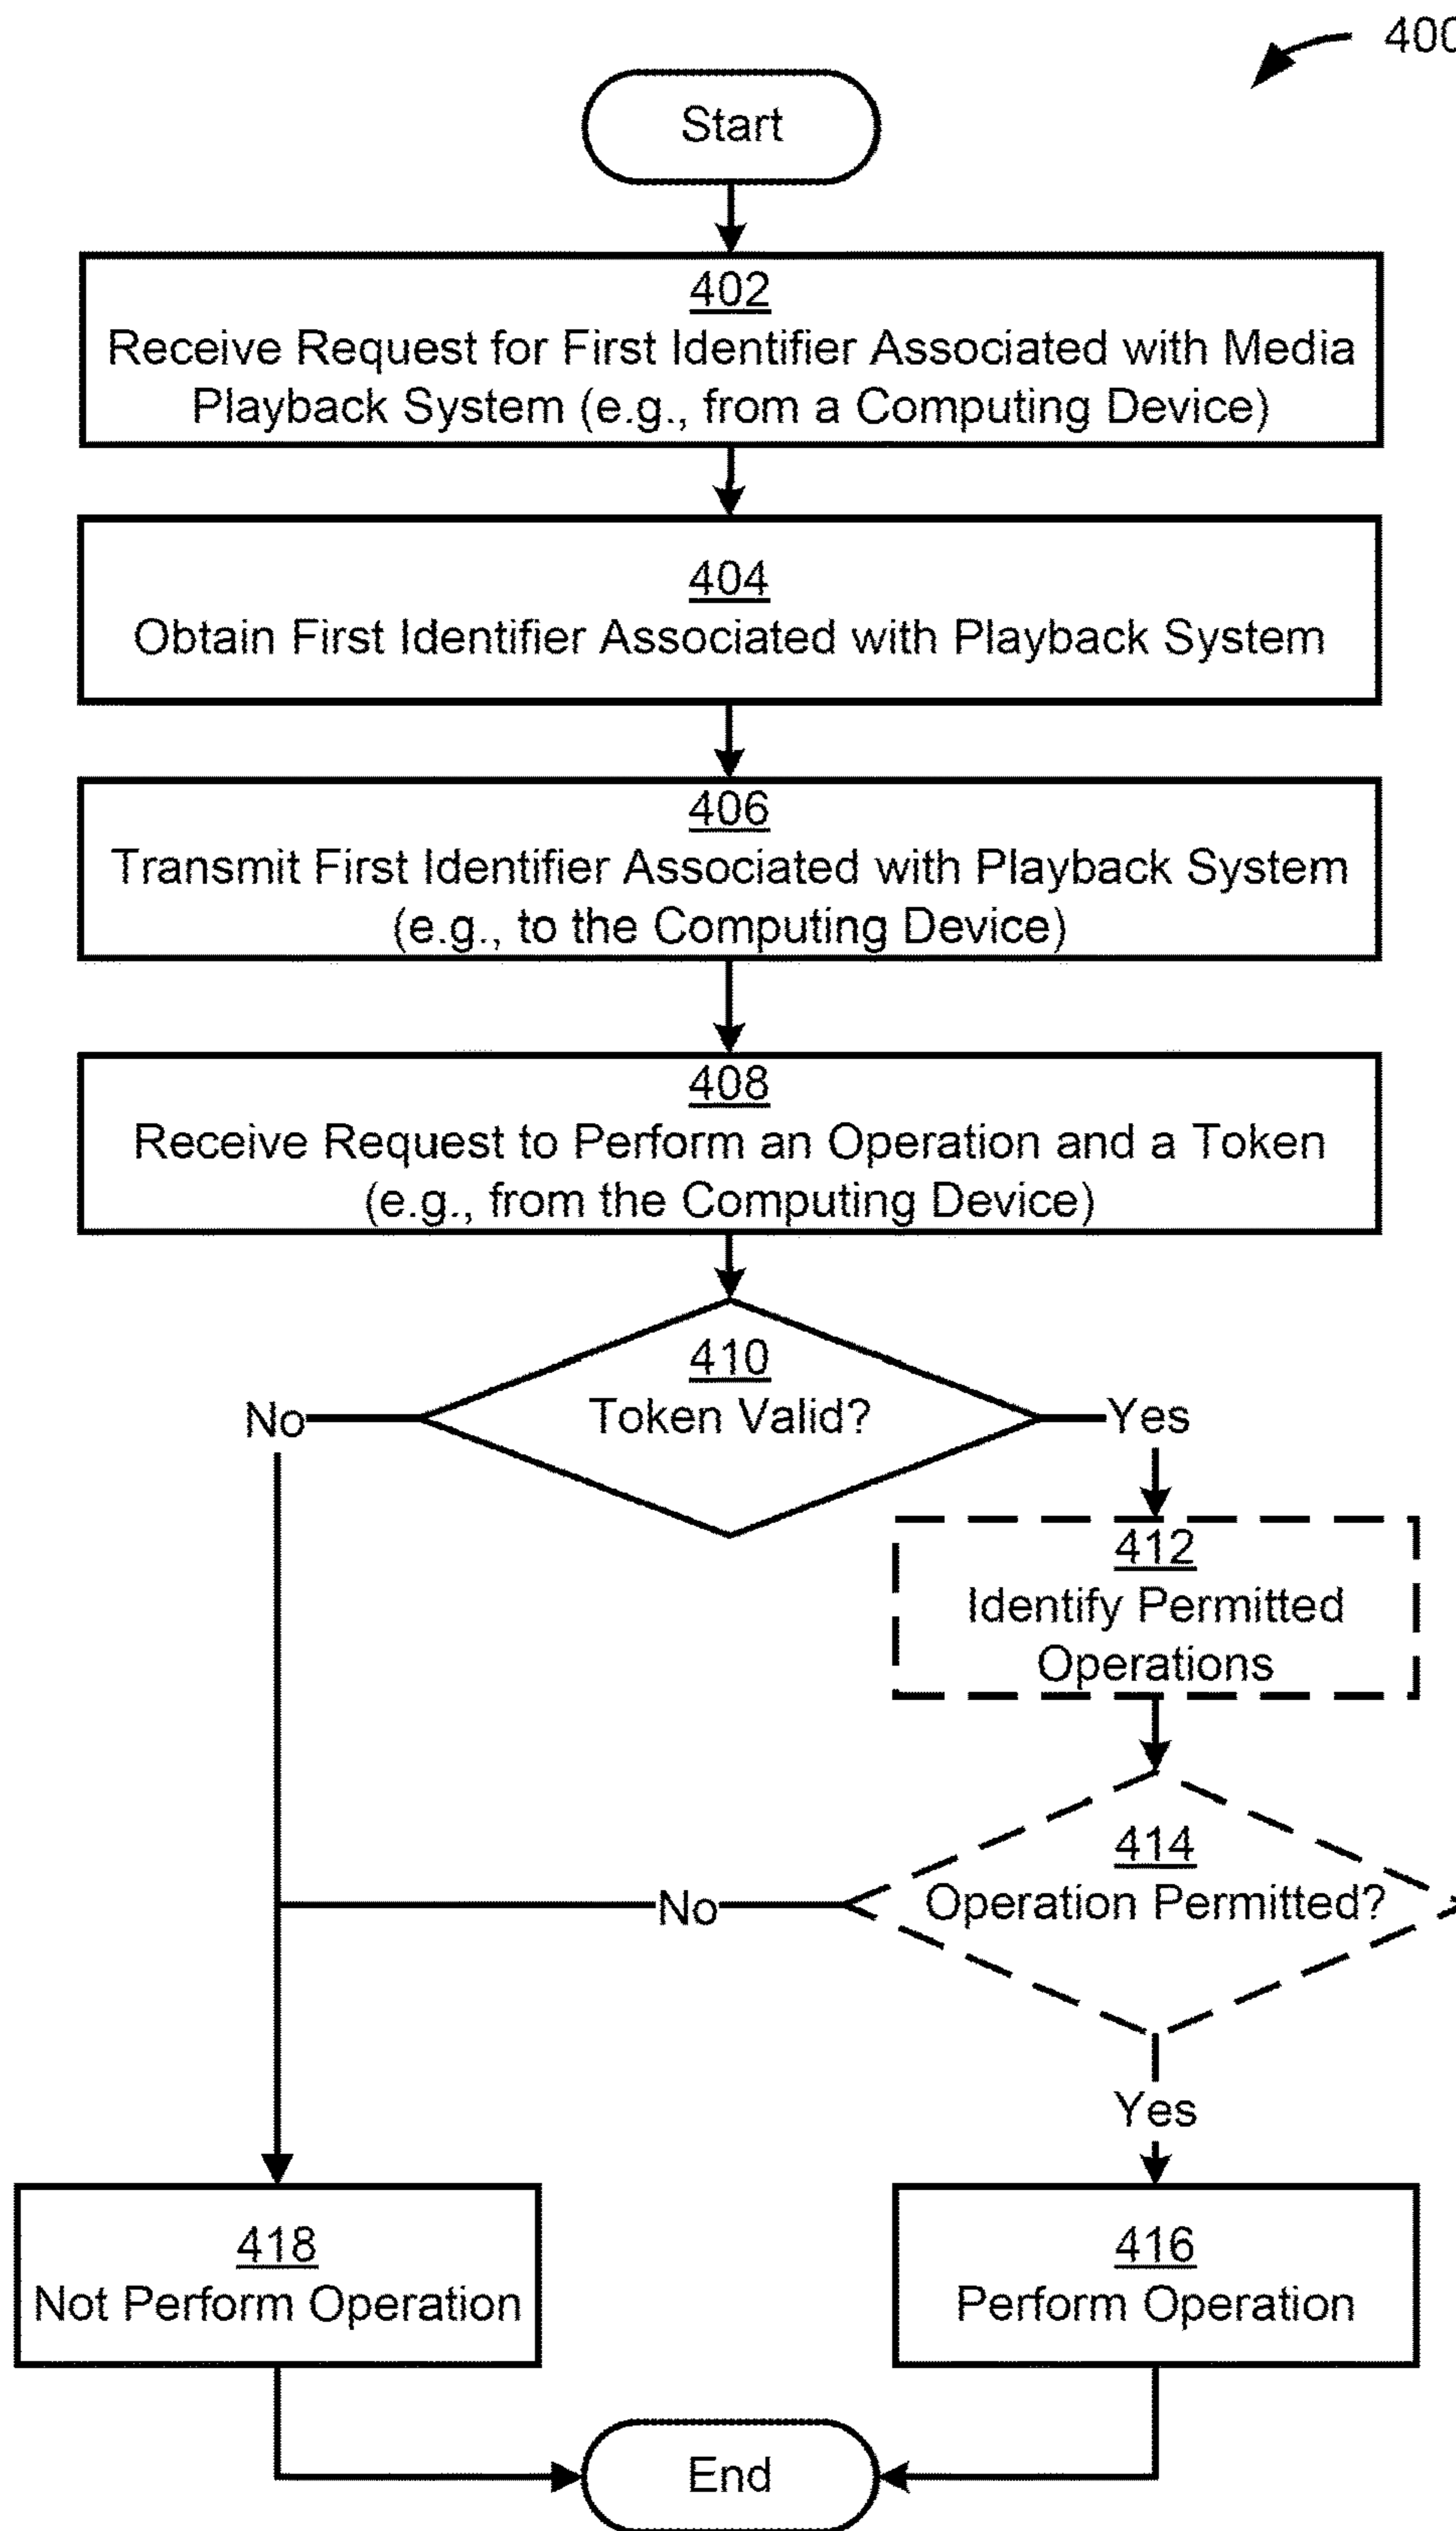 400
Start
402
Receive Request for First Identifier Associated with Media
Playback System (e.g., from a Computing Device)
404
Obtain First Identifier Associated with Playback System
406
Transmit First Identifier Associated with Playback System
(e.g., to the Computing Device)
408
Receive Request to Perform an Operation and a Token
(e.g., from the Computing Device)
410
Token Valid?
No
Yes
412
Identify Permitted
Operations
414
Operation Permitted?
No
Yes
418
Not Perform Operation
416
Perform Operation
End